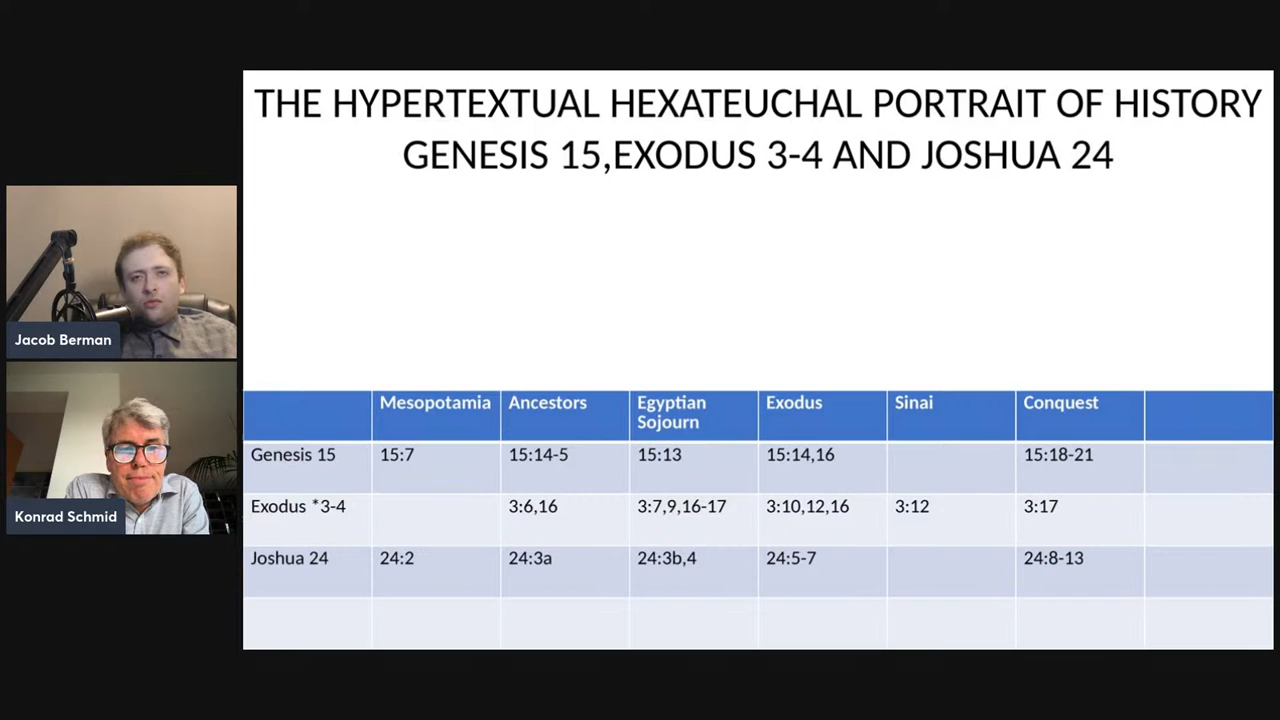 THE HYPERTEXTUAL HEXATEUCHAL PORTRAIT OF HISTORY
GENESIS 15,EXODUS 3-4 AND JOSHUA 24
Jacob Berman
Konrad Schmid
Mesopotamia Ancestors Egyptian Sojourn Exodus Sinai Conquest
Genesis 15 15:7 15:14-5 15:13 15:14,16 15:18-21
Exodus *3-4 3:6,16 3:7,9,16-17 3:10,12,16 3:12 3:17
Joshua 24 24:2 24:3a 24:3b,4 24:5-7 24:8-13